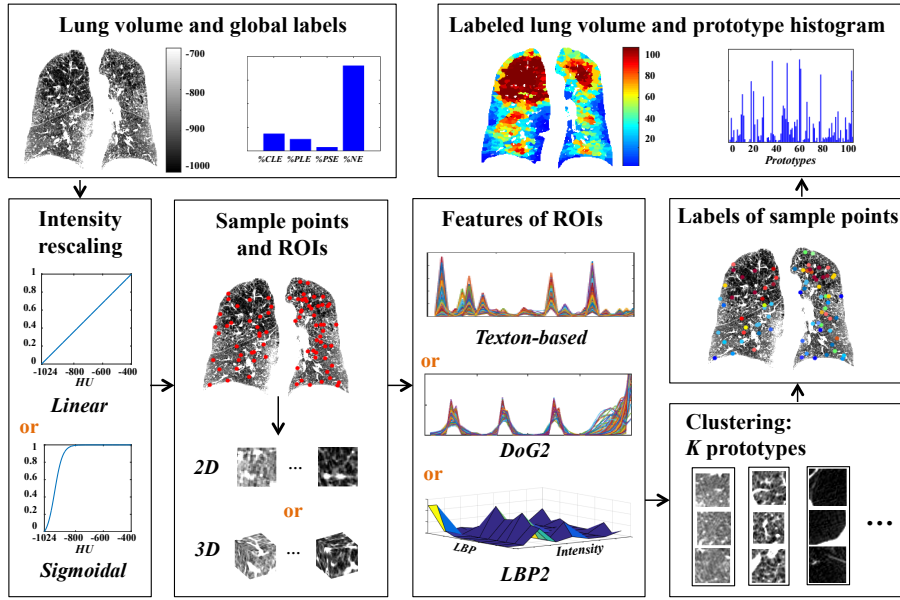 Lung volume and global labels
-700
-800
-900
-1000
%CLE %PLE %PSE %NE
Labeled lung volume and prototype histogram
100
80
60
40
20
0 20 40 60 80 100
Prototypes
Intensity
rescaling
1
0.8
0.6
0.4
0.2
0
-1024 -800 -600 -400
HU
Linear
or
1
0.8
0.6
0.4
0.2
0
-1024 -800 -600 -400
HU
Sigmoidal
Sample points
and ROIs
2D ...
or
3D ...
Features of ROIs
Texton-based
or
DoG2
or
LBP Intensity
LBP2
Labels of sample points
Clustering:
K prototypes
...